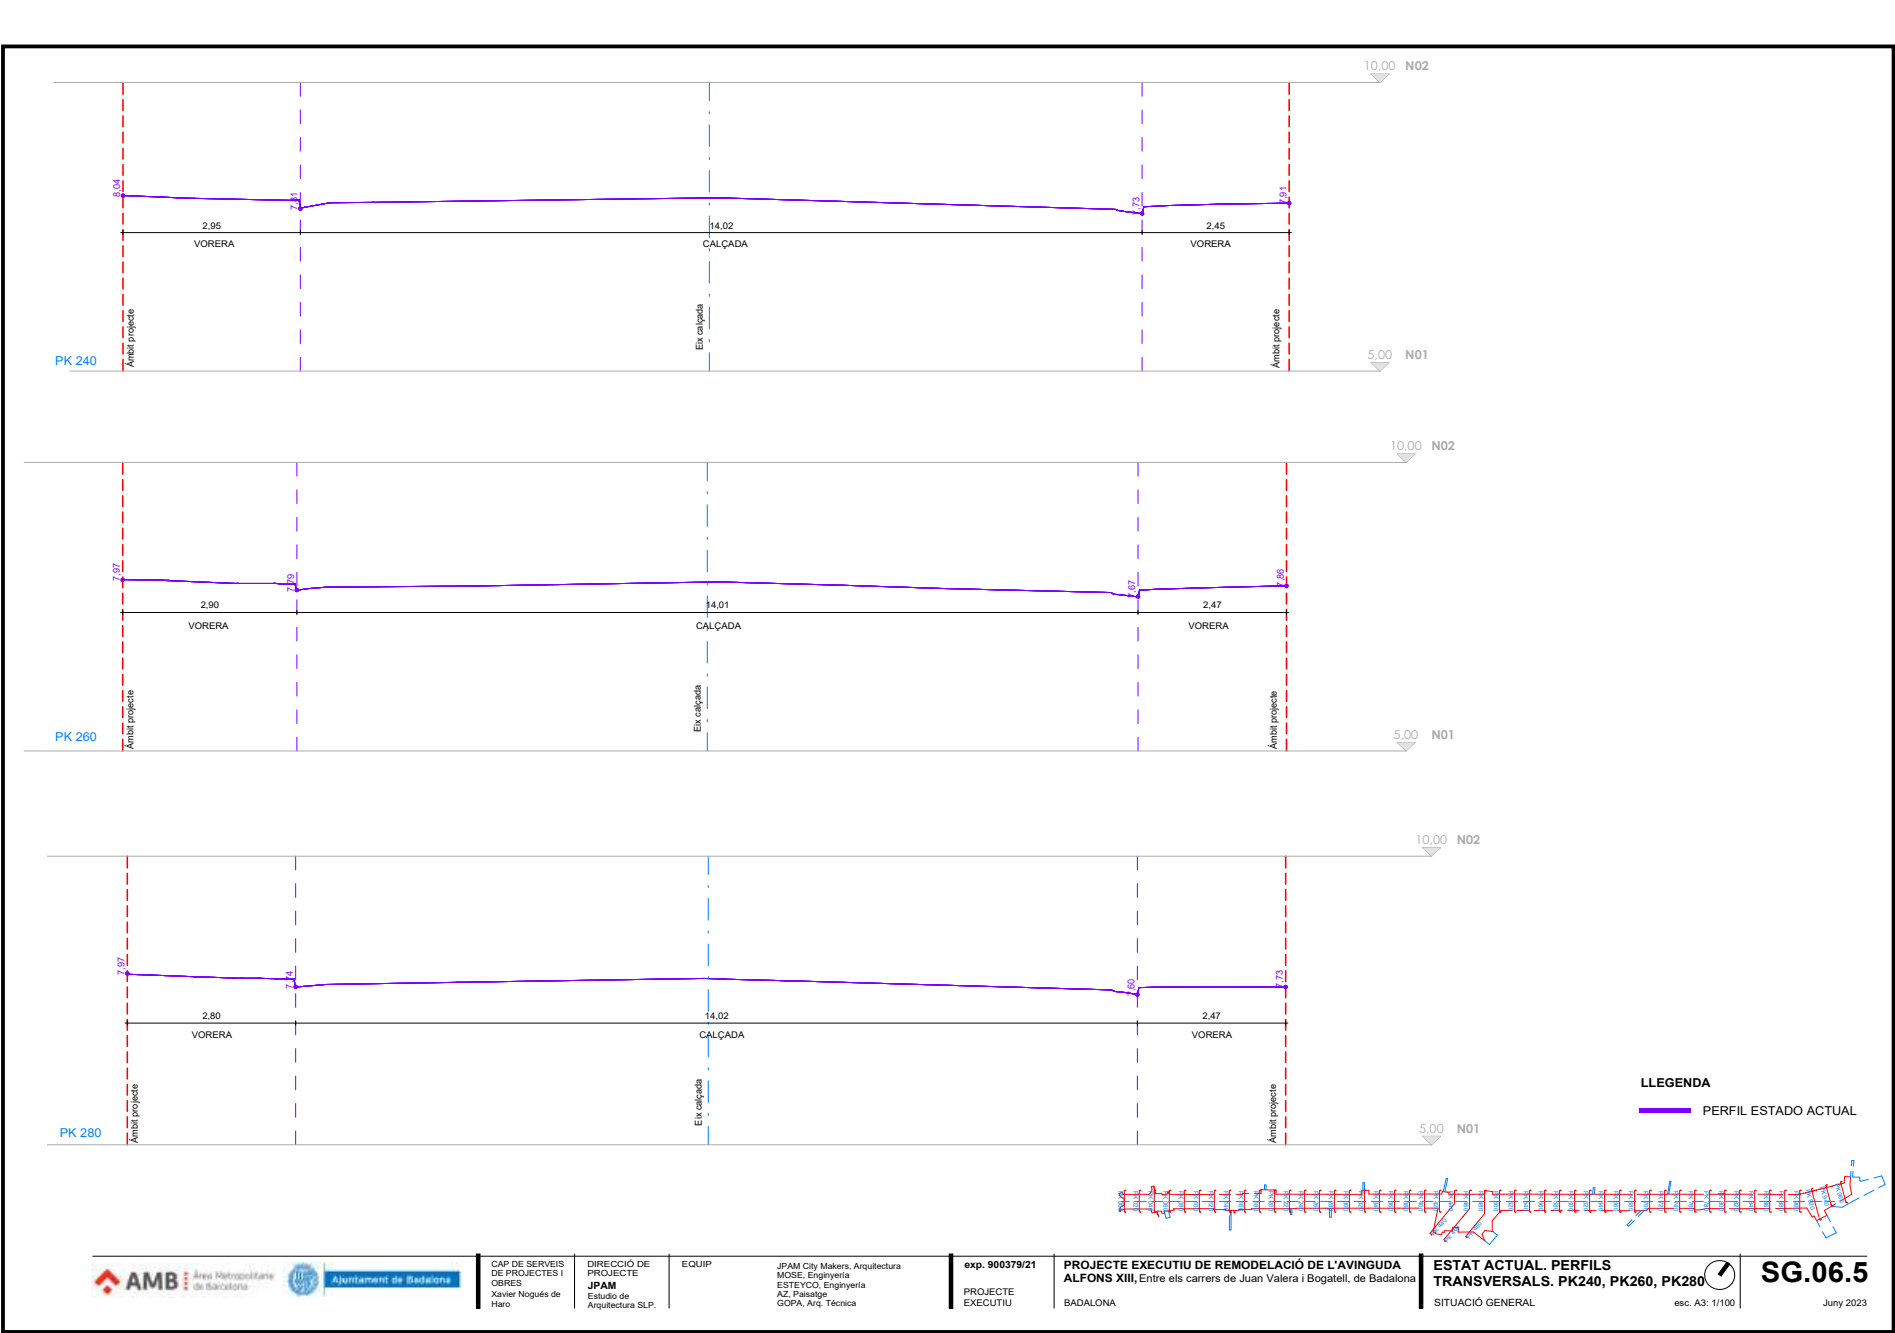 10,00 N02
8,04
7,81
7,73
7,91
2,95
14,02
2,45
VORERA
CALÇADA
VORERA
Àmbit projecte
Eix calçada
Àmbit projecte
PK 240
5,00 N01
10,00 N02
7,97
7,79
7,67
7,86
2,90
14,01
2,47
VORERA
CALÇADA
VORERA
Àmbit projecte
Eix calçada
Àmbit projecte
PK 260
5,00 N01
10,00 N02
7,97
7,74
7,60
7,73
2,80
14,02
2,47
VORERA
CALÇADA
VORERA
Àmbit projecte
Eix calçada
Àmbit projecte
PK 280
5,00 N01
LLEGENDA
PERFIL ESTADO ACTUAL
AMB
Àrea Metropolitana
de Barcelona
Ajuntament de Badalona
CAP DE SERVEIS
DE PROJECTES I
OBRES
Xavier Nogués de
Haro
DIRECCIÓ DE
PROJECTE
JPAM
Estudio de
Arquitectura SLP.
EQUIP
JPAM City Makers, Arquitectura
MOSE, Enginyería
ESTEYCO, Enginyería
AZ, Paisatge
GOPA, Arq. Técnica
exp. 900379/21
PROJECTE
EXECUTIU
PROJECTE EXECUTIU DE REMODELACIÓ DE L'AVINGUDA
ALFONS XIII, Entre els carrers de Juan Valera i Bogatell, de Badalona
BADALONA
ESTAT ACTUAL. PERFILS
TRANSVERSALS. PK240, PK260, PK280
SITUACIÓ GENERAL
esc. A3: 1/100
SG.06.5
Juny 2023